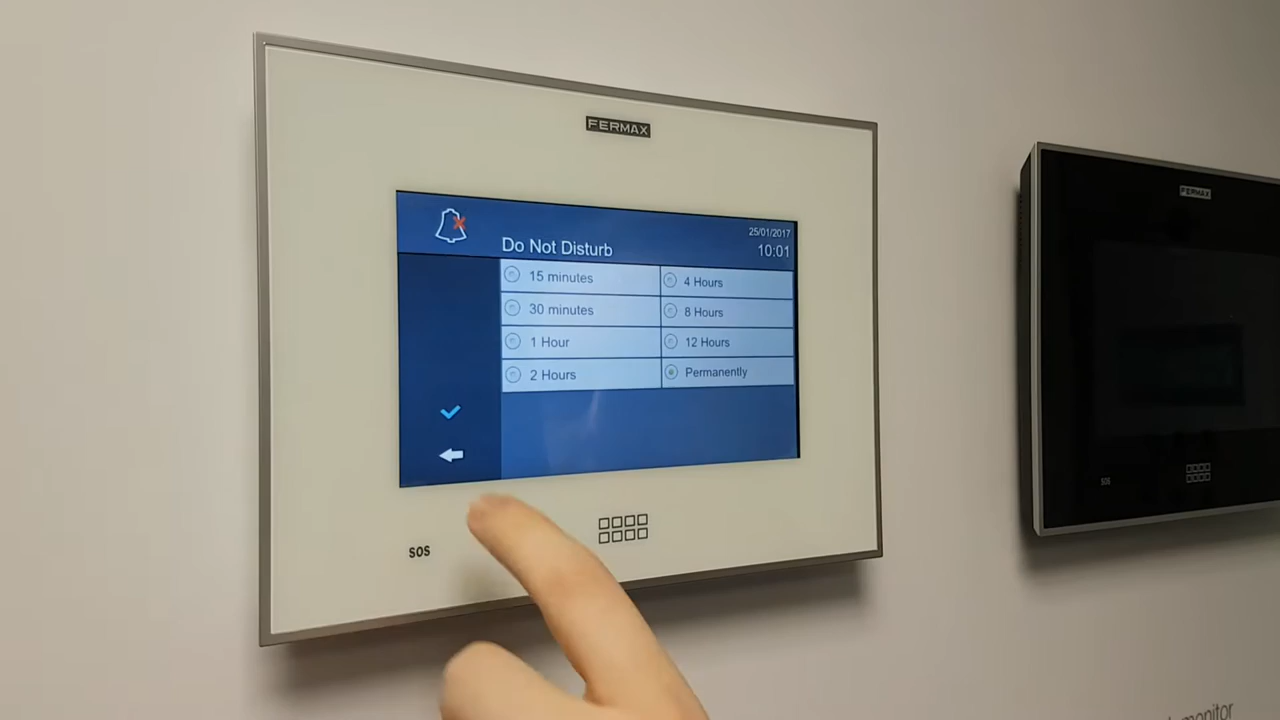 FERMAX
25/01/2017
Do Not Disturb
10:01
15 minutes
4 Hours
30 minutes
8 Hours
1 Hour
12 Hours
2 Hours
Permanently
SOS
FERMAX
SOS
monitor